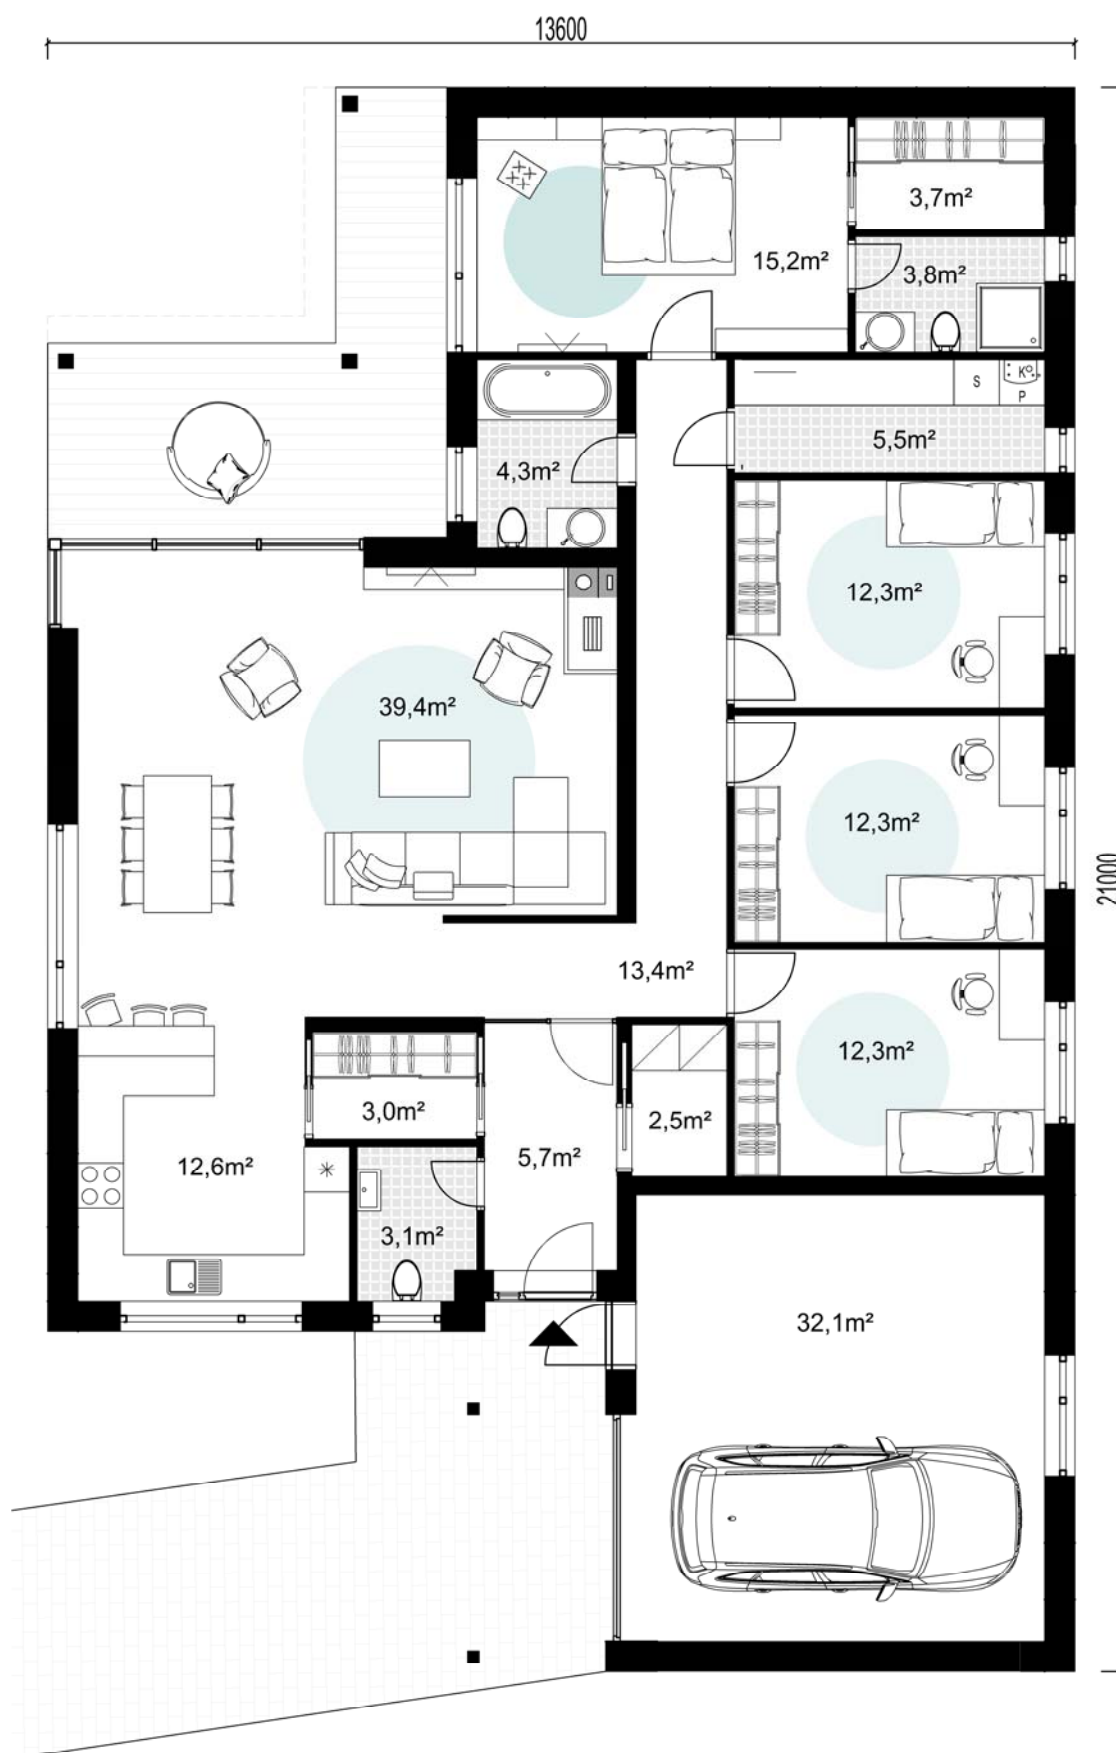 13600
3,7m²
15,2m²
3,8m²
S
K
P
5,5m²
4,3m²
12,3m²
39,4m²
12,3m²
21000
13,4m²
12,3m²
3,0m²
2,5m²
12,6m²
5,7m²
3,1m²
32,1m²